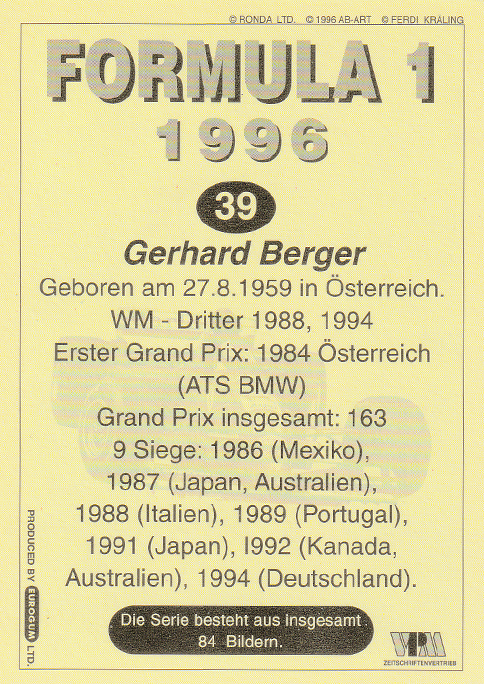 © RONDA LTD. © 1996 AB-ART © FERDI KRÄLING
FORMULA 1
1996
39
Gerhard Berger
Geboren am 27.8.1959 in Österreich.
WM - Dritter 1988, 1994
Erster Grand Prix: 1984 Österreich
(ATS BMW)
Grand Prix insgesamt: 163
9 Siege: 1986 (Mexiko),
1987 (Japan, Australien),
1988 (Italien), 1989 (Portugal),
1991 (Japan), I992 (Kanada,
Australien), 1994 (Deutschland).
Die Serie besteht aus insgesamt
84 Bildern.
PRODUCED BY EUROGUM LTD.
VPM
ZEITSCHRIFTENVERTRIEB